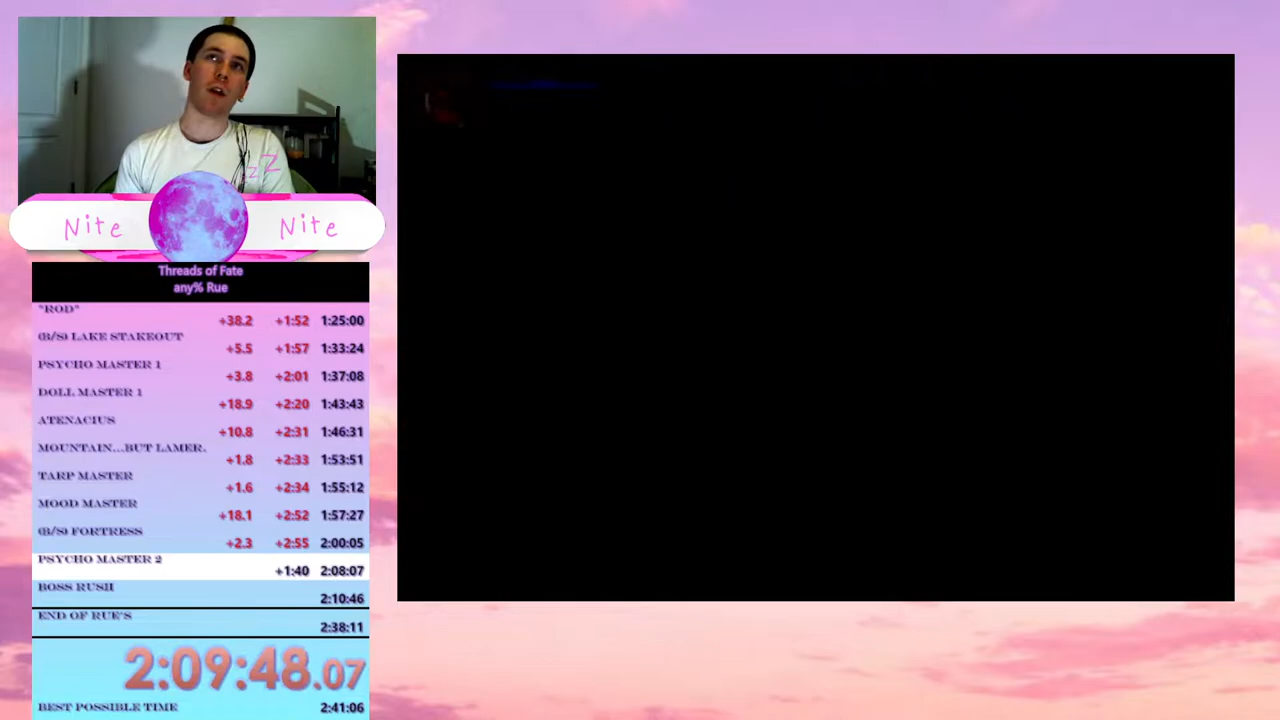 zZ
Nite Nite
Threads of Fate
any% Rue
"ROD"
+38.2 +1:52 1:25:00
(B/S) LAKE STAKEOUT
+5.5 +1:57 1:33:24
PSYCHO MASTER 1
+3.8 +2:01 1:37:08
DOLL MASTER 1
+18.9 +2:20 1:43:43
ATENACIUS
+10.8 +2:31 1:46:31
MOUNTAIN...BUT LAMER.
+1.8 +2:33 1:53:51
TARP MASTER
+1.6 +2:34 1:55:12
MOOD MASTER
+18.1 +2:52 1:57:27
(B/S) FORTRESS
+2.3 +2:55 2:00:05
PSYCHO MASTER 2
+1:40 2:08:07
BOSS RUSH
2:10:46
END OF RUE'S
2:38:11
2:09:48.07
BEST POSSIBLE TIME 2:41:06